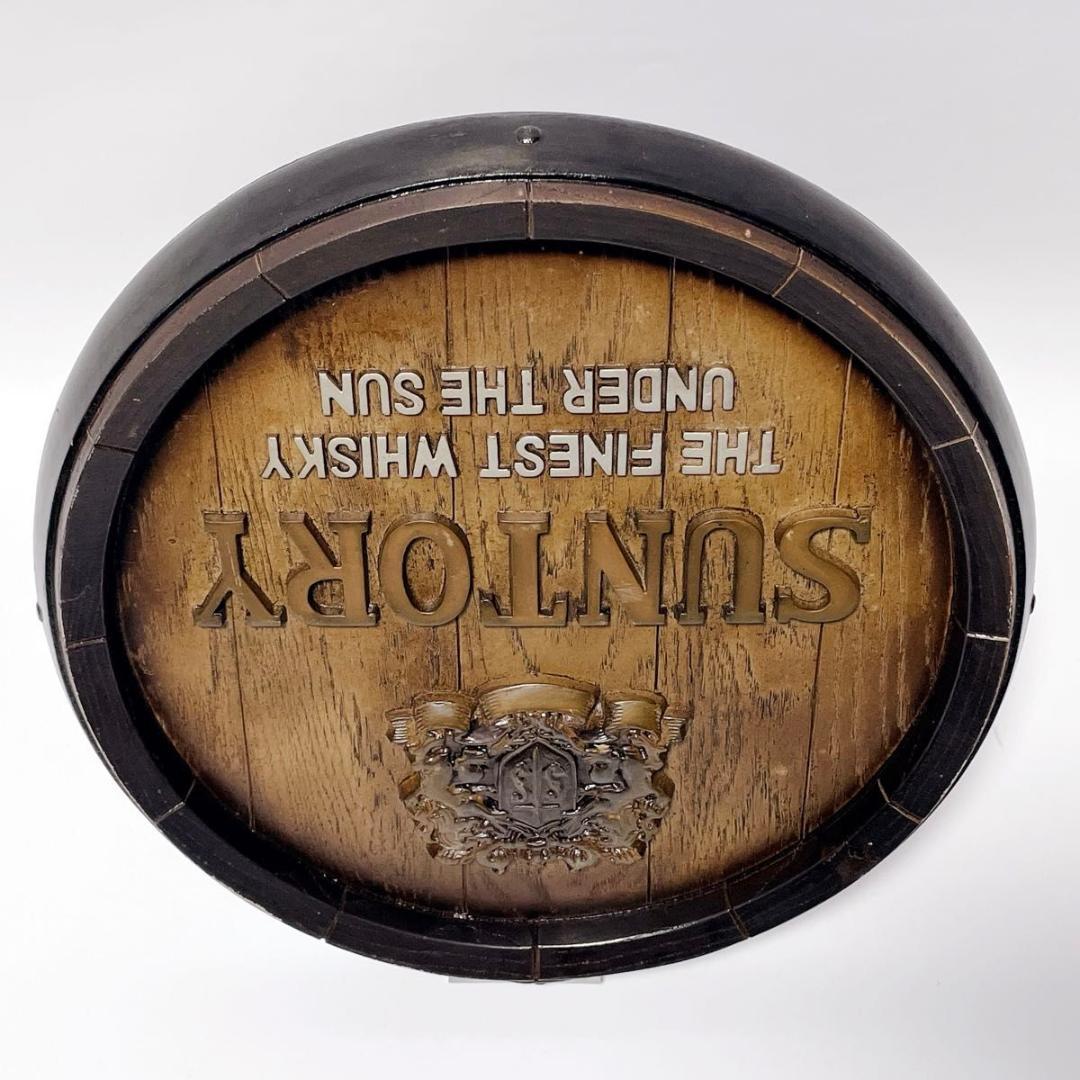 SUNTORY
THE FINEST WHISKY
UNDER THE SUN